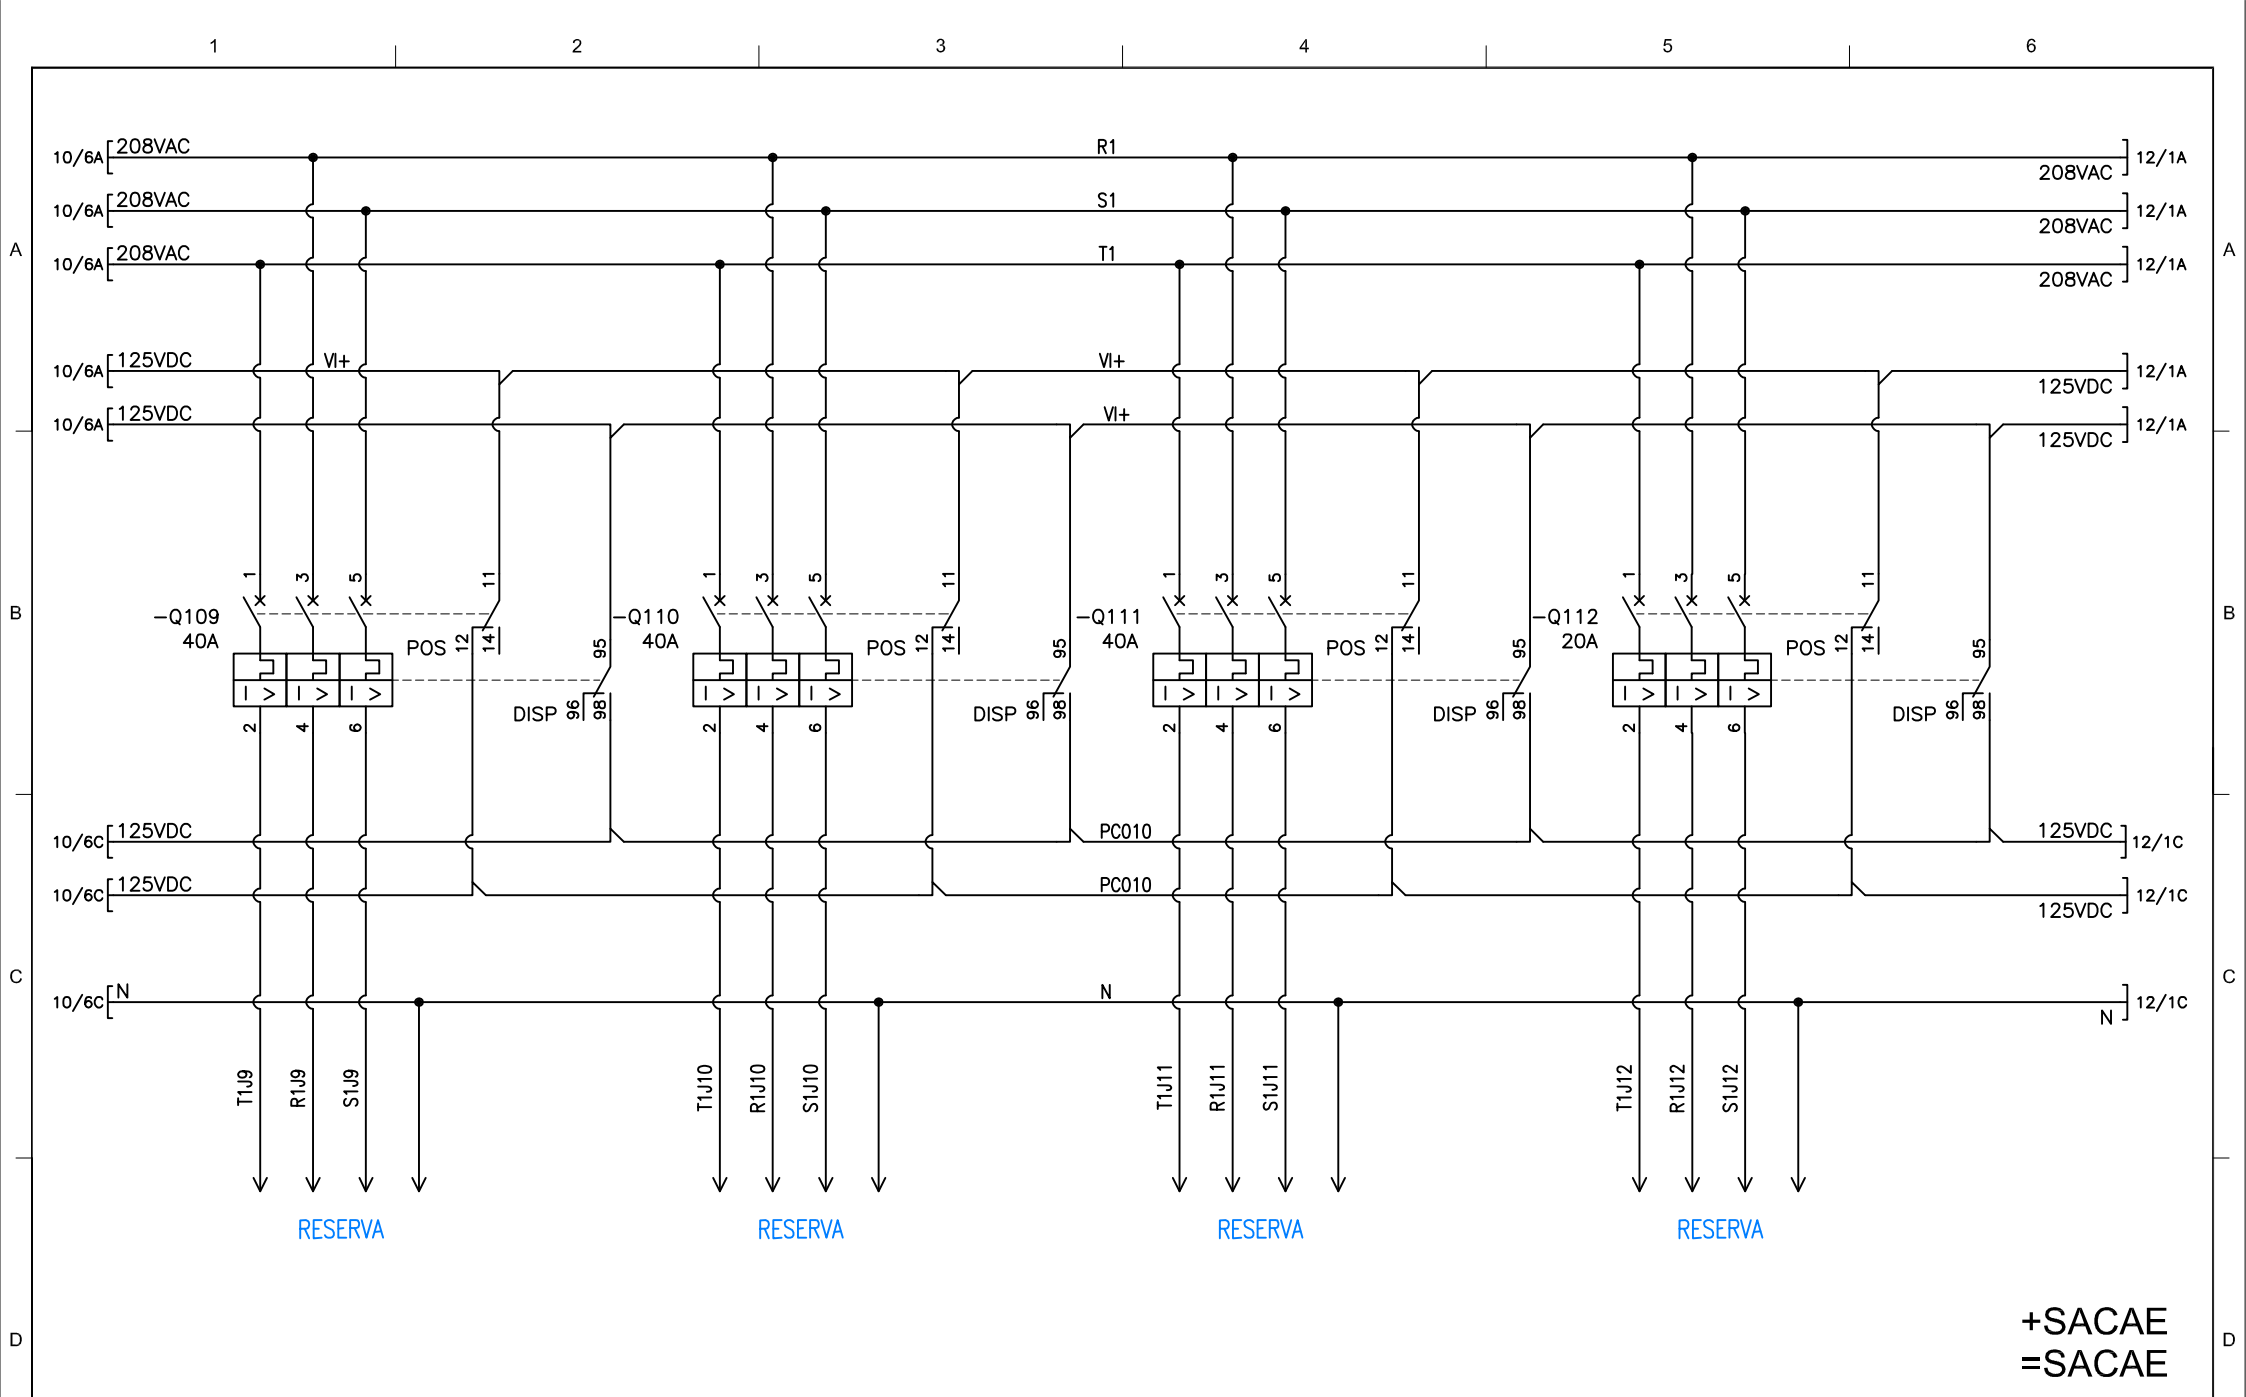 1 2 3 4 5 6
10/6A 208VAC R1 208VAC 12/1A
10/6A 208VAC S1 208VAC 12/1A
A 10/6A 208VAC T1 208VAC 12/1A A
10/6A 125VDC VI+ VI+ 125VDC 12/1A
10/6A 125VDC VI+ 125VDC 12/1A
1 3 5 11 1 3 5 11 1 3 5 11 1 3 5 11
B -Q109 -Q110 -Q111 -Q112 B
40A POS 12 14 95 40A POS 12 14 95 40A POS 12 14 95 20A POS 12 14 95
I > I > I > I > I > I > I > I > I > I > I > I >
2 4 6 DISP 96 98 2 4 6 DISP 96 98 2 4 6 DISP 96 98 2 4 6 DISP 96 98
10/6C 125VDC PC010 125VDC 12/1C
10/6C 125VDC PC010 125VDC 12/1C
C C
10/6C N N N 12/1C
T1J9 R1J9 S1J9 T1J10 R1J10 S1J10 T1J11 R1J11 S1J11 T1J12 R1J12 S1J12
RESERVA RESERVA RESERVA RESERVA
+SACAE
D =SACAE D